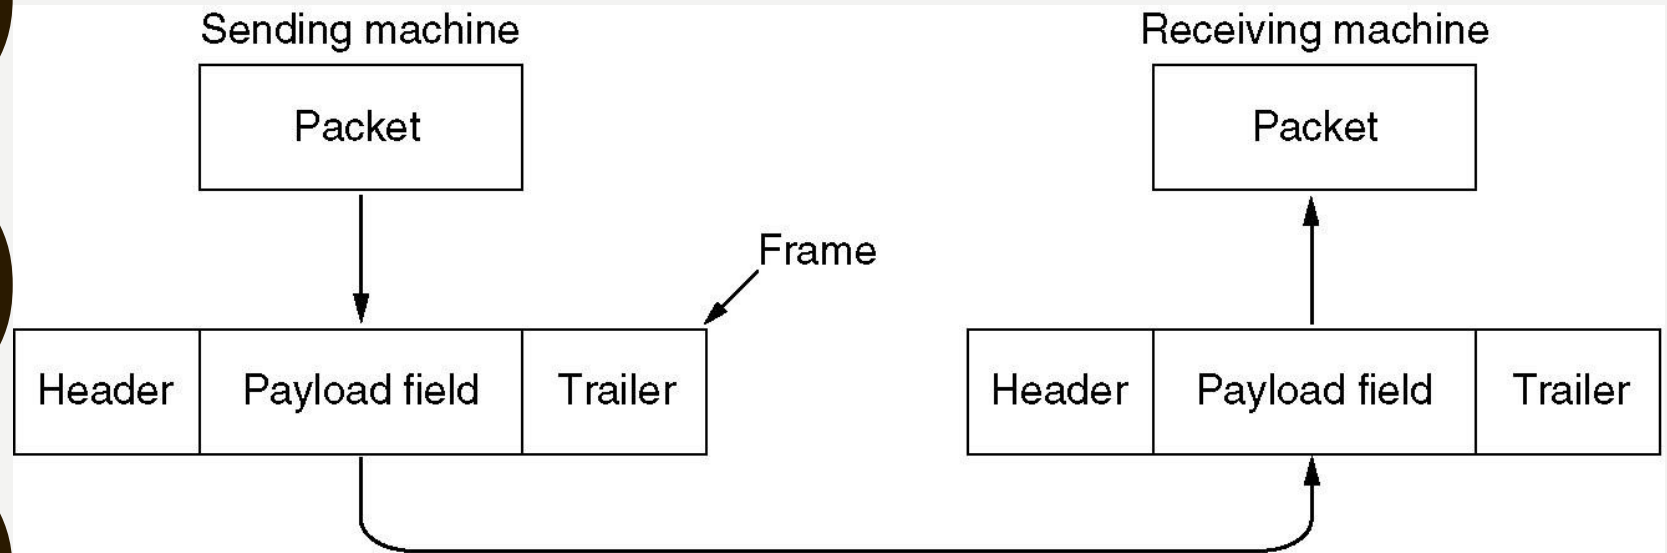 Sending machine
Receiving machine
Packet
Packet
Frame
Header
Payload field
Trailer
Header
Payload field
Trailer